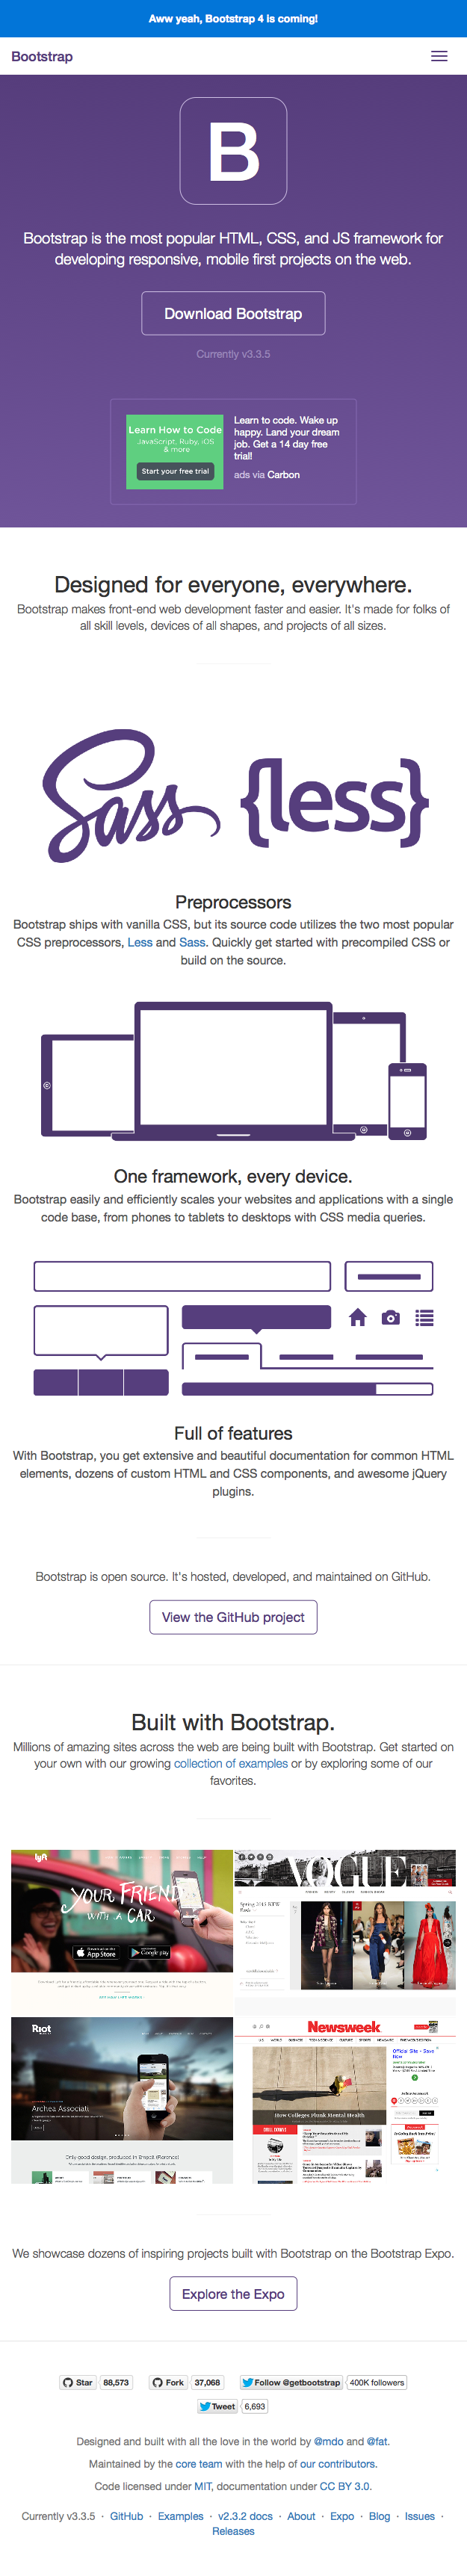 Aww yeah, Bootstrap 4 is coming!
Bootstrap
B
Bootstrap is the most popular HTML, CSS, and JS framework for
developing responsive, mobile first projects on the web.
Download Bootstrap
Currently v3.3.5
Learn How to Code
JavaScript, Ruby, iOS
& more
Start your free trial
Learn to code. Wake up
happy. Land your dream
job. Get a 14 day free
trial!
ads via Carbon
Designed for everyone, everywhere.
Bootstrap makes front-end web development faster and easier. It's made for folks of
all skill levels, devices of all shapes, and projects of all sizes.
Sass {less}
Preprocessors
Bootstrap ships with vanilla CSS, but its source code utilizes the two most popular
CSS preprocessors, Less and Sass. Quickly get started with precompiled CSS or
build on the source.
One framework, every device.
Bootstrap easily and efficiently scales your websites and applications with a single
code base, from phones to tablets to desktops with CSS media queries.
Full of features
With Bootstrap, you get extensive and beautiful documentation for common HTML
elements, dozens of custom HTML and CSS components, and awesome jQuery
plugins.
Bootstrap is open source. It's hosted, developed, and maintained on GitHub.
View the GitHub project
Built with Bootstrap.
Millions of amazing sites across the web are being built with Bootstrap. Get started on
your own with our growing collection of examples or by exploring some of our
favorites.
lyft
YOUR FRIEND
WITH A CAR
App Store
Google play
VOGUE
Spring 2015 RTW
Riot
Archea Associati
Only good design, produced in Firenze (Florence)
Newsweek
Official Site - Save
Now
How Colleges Flunk Mental Health
We showcase dozens of inspiring projects built with Bootstrap on the Bootstrap Expo.
Explore the Expo
Star 88,573 Fork 37,068 Follow @getbootstrap 400K followers
Tweet 6,693
Designed and built with all the love in the world by @mdo and @fat.
Maintained by the core team with the help of our contributors.
Code licensed under MIT, documentation under CC BY 3.0.
Currently v3.3.5 · GitHub · Examples · v2.3.2 docs · About · Expo · Blog · Issues ·
Releases